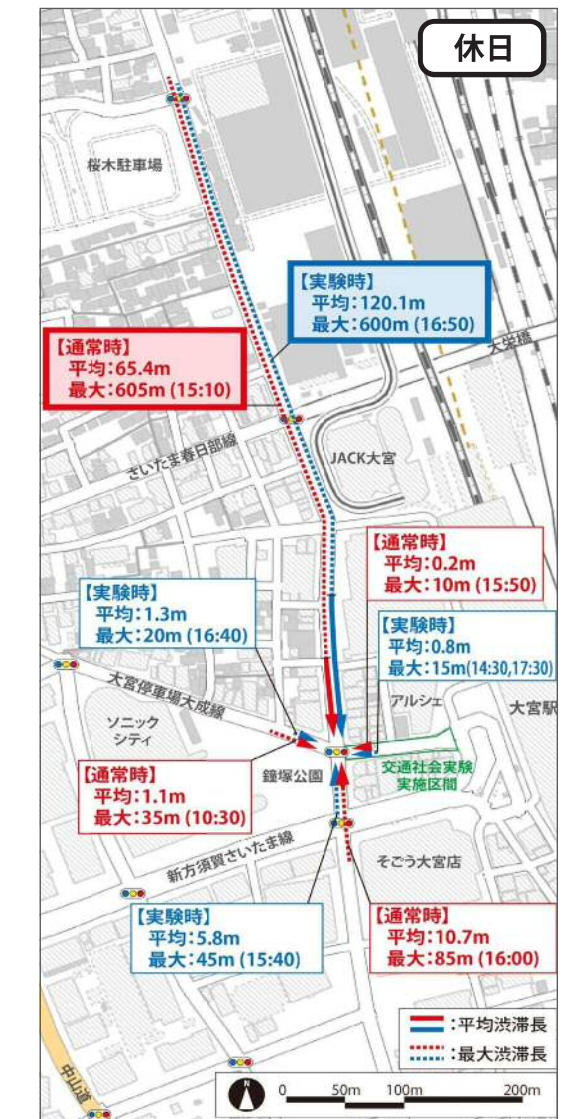 休日
桜木駐車場
【実験時】
平均:120.1m
最大:600m (16:50)
大栄橋
【通常時】
平均:65.4m
最大:605m (15:10)
さいたま春日部線
JACK大宮
【通常時】
平均:0.2m
最大:10m (15:50)
【実験時】
平均:1.3m
最大:20m (16:40)
【実験時】
平均:0.8m
最大:15m(14:30,17:30)
大宮停車場大成線
アルシェ
大宮駅
ソニック
シティ
鐘塚公園
交通社会実験
実施区間
【通常時】
平均:1.1m
最大:35m (10:30)
新方須賀さいたま線
そごう大宮店
【実験時】
平均:5.8m
最大:45m (15:40)
【通常時】
平均:10.7m
最大:85m (16:00)
:平均渋滞長
:最大渋滞長
中山道
N
0 50m 100m 200m